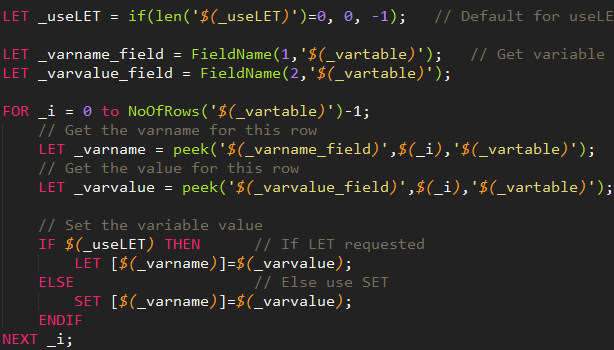 LET _useLET = if(len('$(_useLET)')=0, 0, -1);   // Default for useLE
LET _varname_field = FieldName(1,'$(_vartable)');   // Get variable
LET _varvalue_field = FieldName(2,'$(_vartable)');
FOR _i = 0 to NoOfRows('$(_vartable)')-1;
    // Get the varname for this row
    LET _varname = peek('$(_varname_field)',$(_i),'$(_vartable)');
    // Get the value for this row
    LET _varvalue = peek('$(_varvalue_field)',$(_i),'$(_vartable)');
    // Set the variable value
    IF $(_useLET) THEN      // If LET requested
        LET [$(_varname)]=$(_varvalue);
    ELSE                    // Else use SET
        SET [$(_varname)]=$(_varvalue);
    ENDIF
NEXT _i;